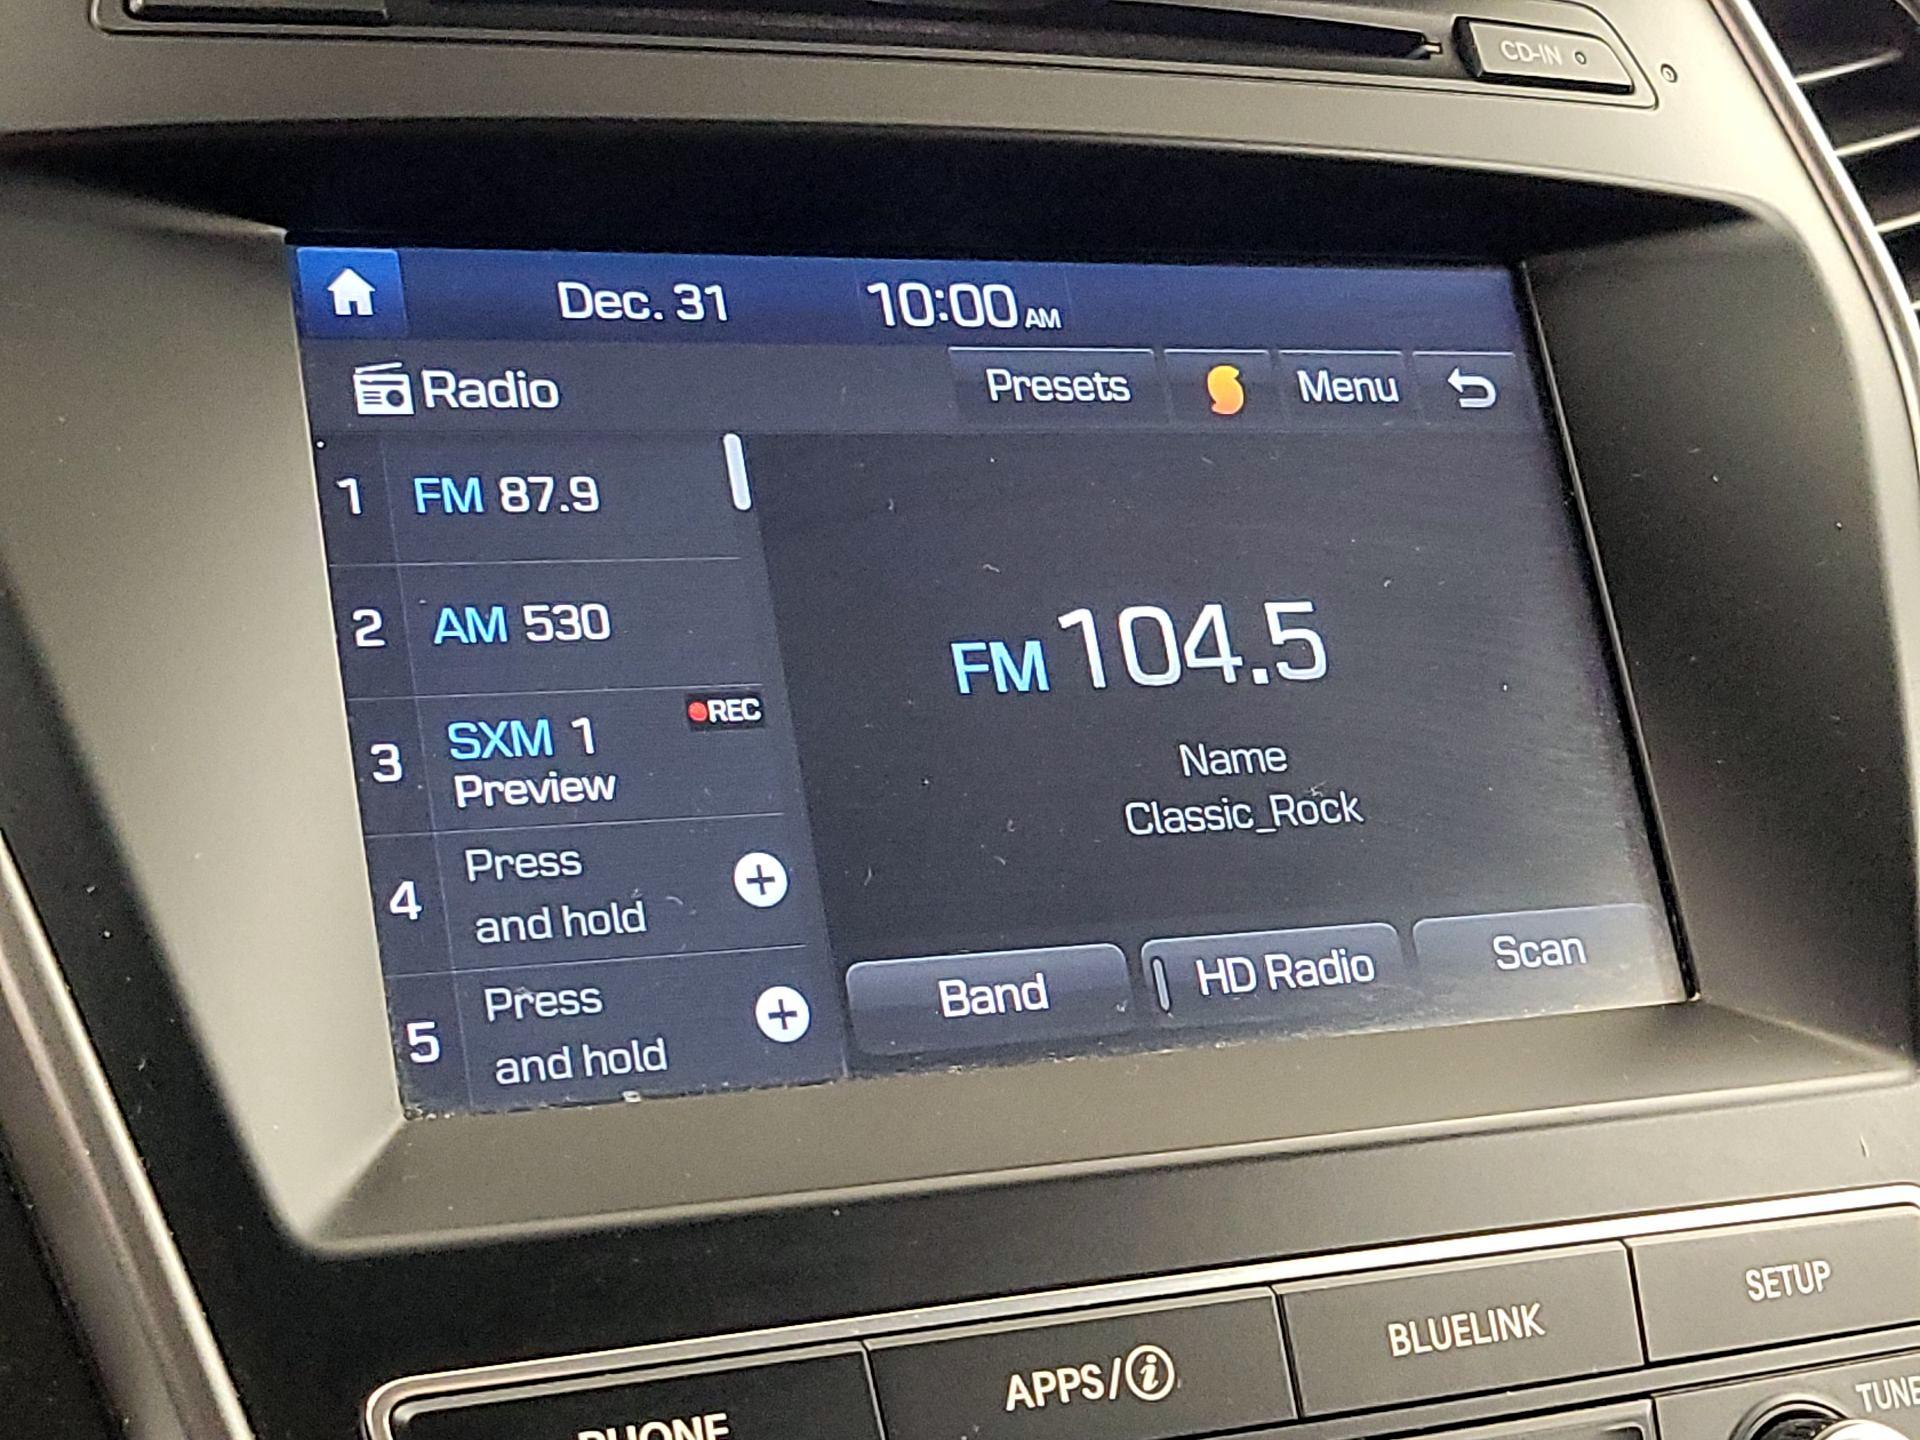 CD-IN
Dec. 31 10:00 AM
Radio Presets Menu
1 FM 87.9
2 AM 530
3 SXM 1 REC
Preview
4 Press
and hold
5 Press
and hold
FM 104.5
Name
Classic_Rock
Band HD Radio Scan
PHONE APPS/i BLUELINK SETUP
TUNE